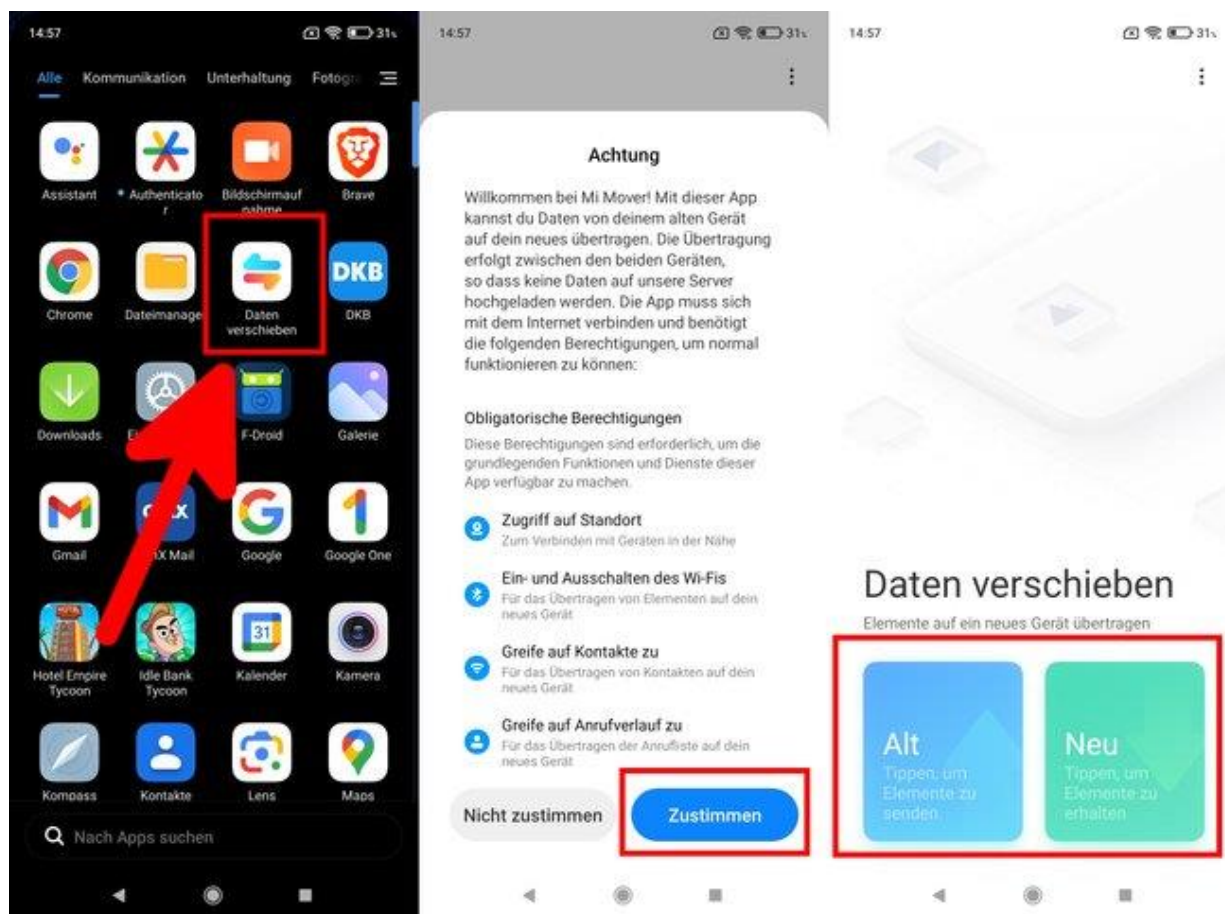 14:57
31%
Alle Kommunikation Unterhaltung Fotogr
Assistant
Authenticato
r
Bildschirmauf
nahme
Brave
Chrome
Dateimanage
Daten
verschieben
DKB
DKB
Downloads
F-Droid
Galerie
Gmail
X Mail
Google
Google One
Hotel Empire
Tycoon
Idle Bank
Tycoon
31
Kalender
Kamera
Kompass
Kontakte
Lens
Maps
Nach Apps suchen
14:57
31%
Achtung
Willkommen bei Mi Mover! Mit dieser App
kannst du Daten von deinem alten Gerät
auf dein neues übertragen. Die Übertragung
erfolgt zwischen den beiden Geräten,
so dass keine Daten auf unsere Server
hochgeladen werden. Die App muss sich
mit dem Internet verbinden und benötigt
die folgenden Berechtigungen, um normal
funktionieren zu können:
Obligatorische Berechtigungen
Diese Berechtigungen sind erforderlich, um die
grundlegenden Funktionen und Dienste dieser
App verfügbar zu machen.
Zugriff auf Standort
Zum Verbinden mit Geräten in der Nähe
Ein- und Ausschalten des Wi-Fis
Für das Übertragen von Elementen auf dein
neues Gerät
Greife auf Kontakte zu
Für das Übertragen von Kontakten auf dein
neues Gerät
Greife auf Anrufverlauf zu
Für das Übertragen der Anrufliste auf dein
neues Gerät
Nicht zustimmen
Zustimmen
14:57
31%
Daten verschieben
Elemente auf ein neues Gerät übertragen
Alt
Tippen, um
Elemente zu
senden.
Neu
Tippen, um
Elemente zu
erhalten